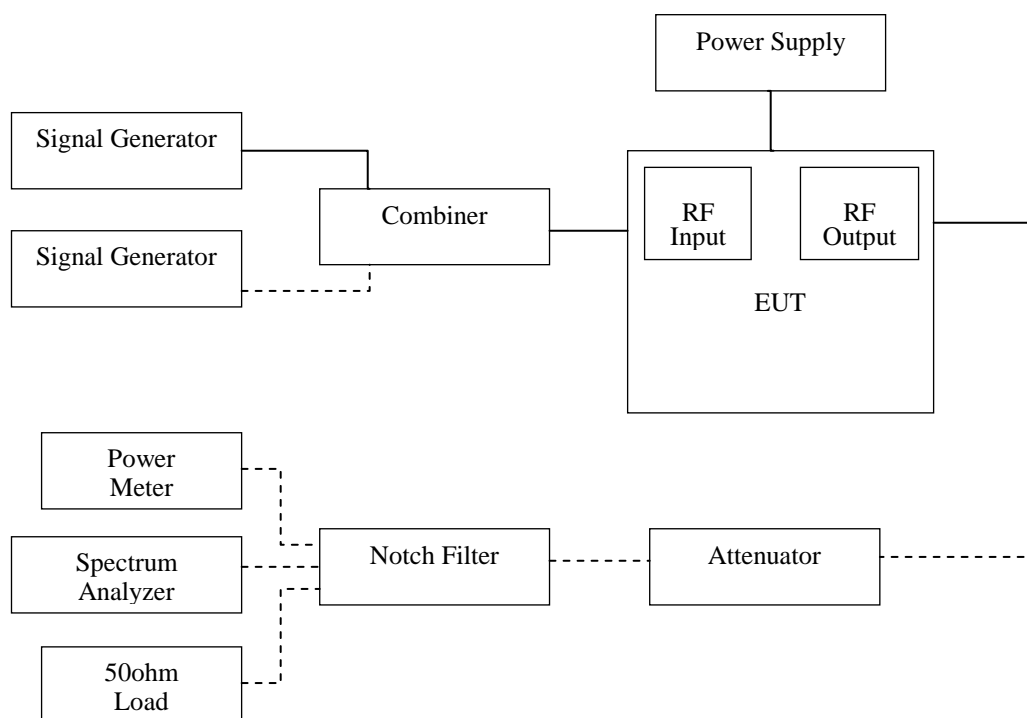 Power Supply
Signal Generator
Combiner
RF
Input
RF
Output
Signal Generator
EUT
Power
Meter
Notch Filter
Attenuator
Spectrum
Analyzer
50ohm
Load